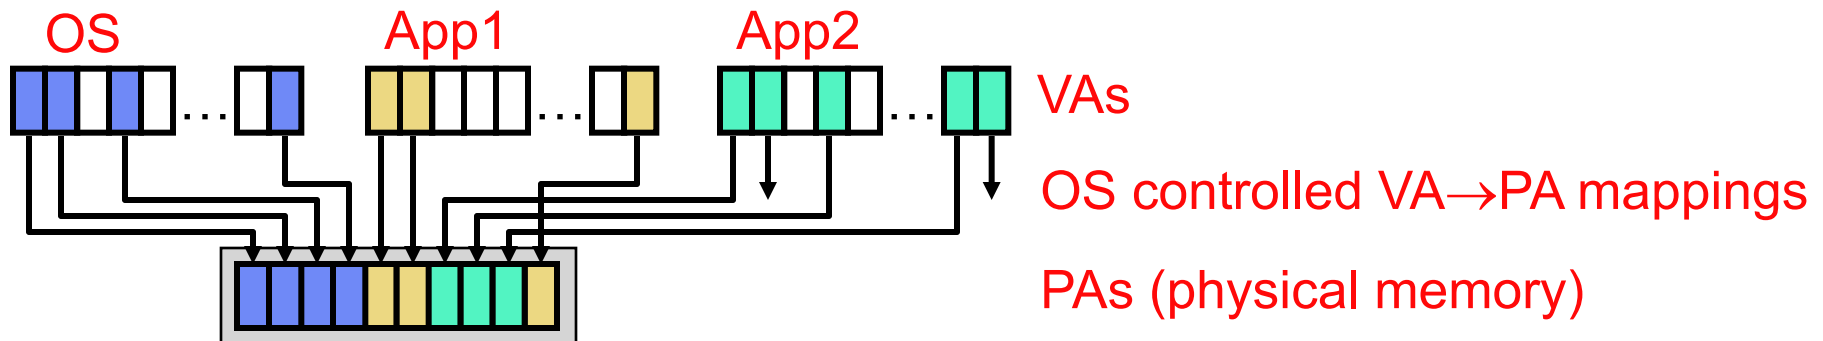 OS App1 App2
... ... ... VAs
OS controlled VA→PA mappings
PAs (physical memory)